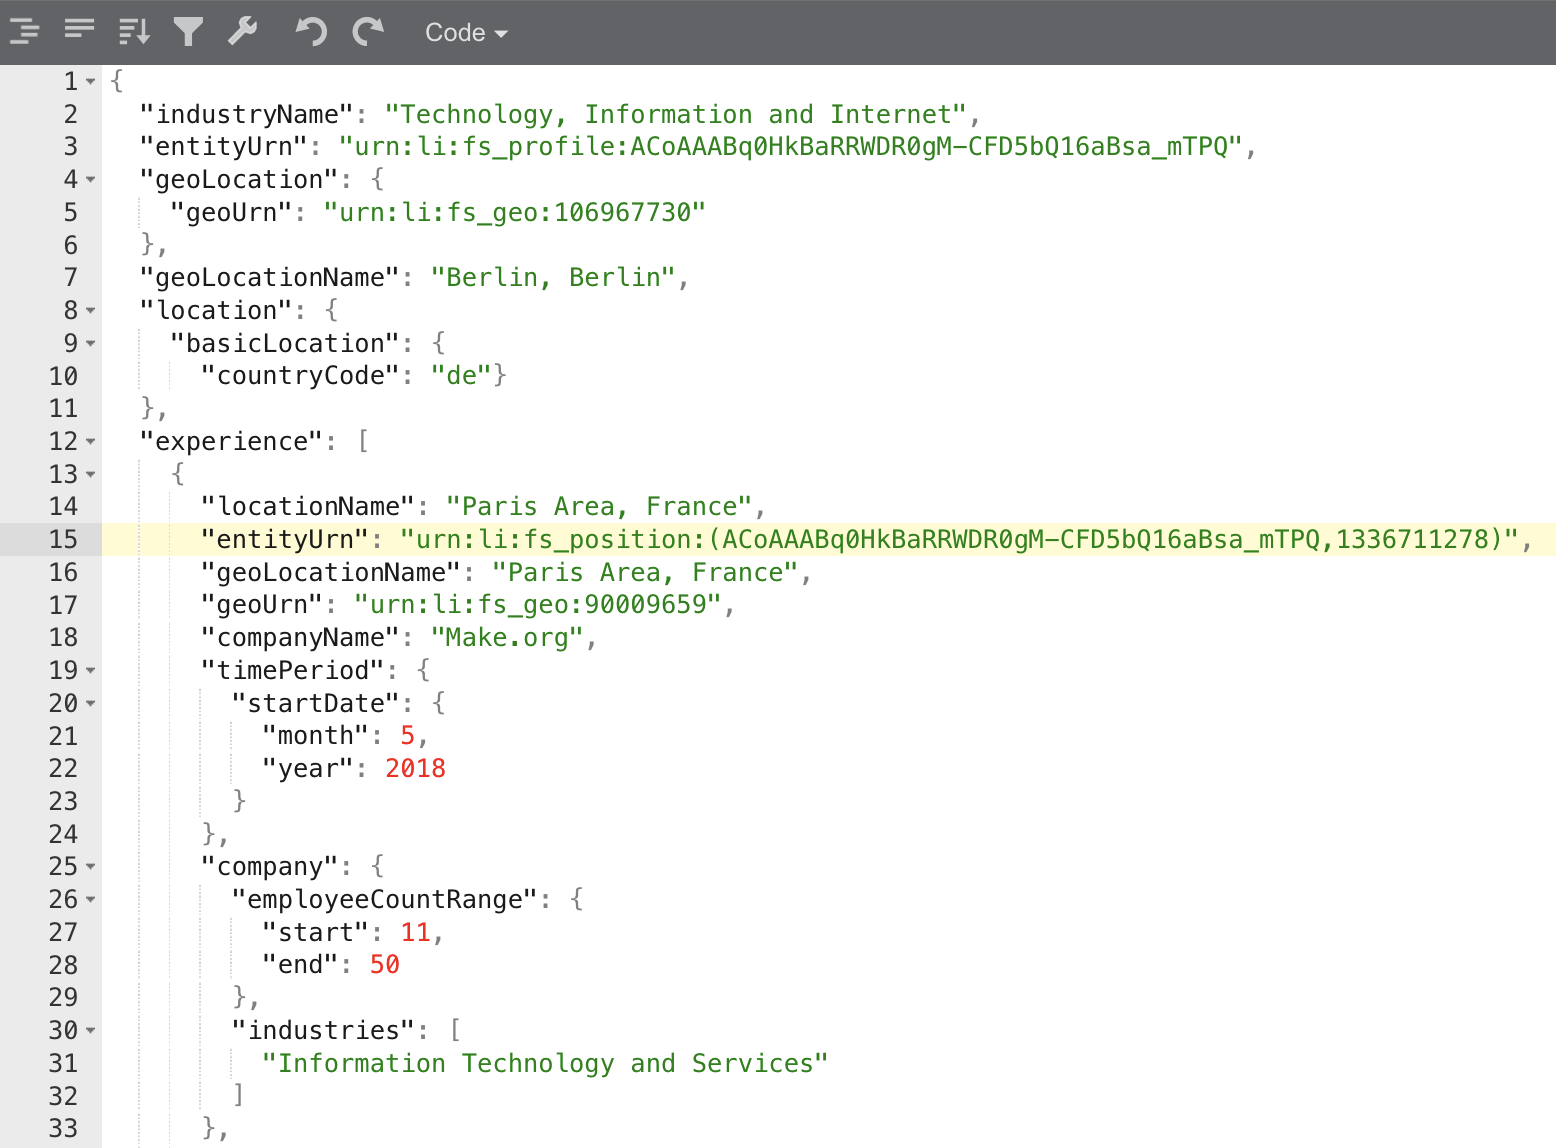 Code
1 {
2 "industryName": "Technology, Information and Internet",
3 "entityUrn": "urn:li:fs_profile:ACoAAABq0HkBaRRWDR0gM-CFD5bQ16aBsa_mTPQ",
4 "geoLocation": {
5 "geoUrn": "urn:li:fs_geo:106967730"
6 },
7 "geoLocationName": "Berlin, Berlin",
8 "location": {
9 "basicLocation": {
10 "countryCode": "de"}
11 },
12 "experience": [
13 {
14 "locationName": "Paris Area, France",
15 "entityUrn": "urn:li:fs_position:(ACoAAABq0HkBaRRWDR0gM-CFD5bQ16aBsa_mTPQ,1336711278)",
16 "geoLocationName": "Paris Area, France",
17 "geoUrn": "urn:li:fs_geo:90009659",
18 "companyName": "Make.org",
19 "timePeriod": {
20 "startDate": {
21 "month": 5,
22 "year": 2018
23 }
24 },
25 "company": {
26 "employeeCountRange": {
27 "start": 11,
28 "end": 50
29 },
30 "industries": [
31 "Information Technology and Services"
32 ]
33 },